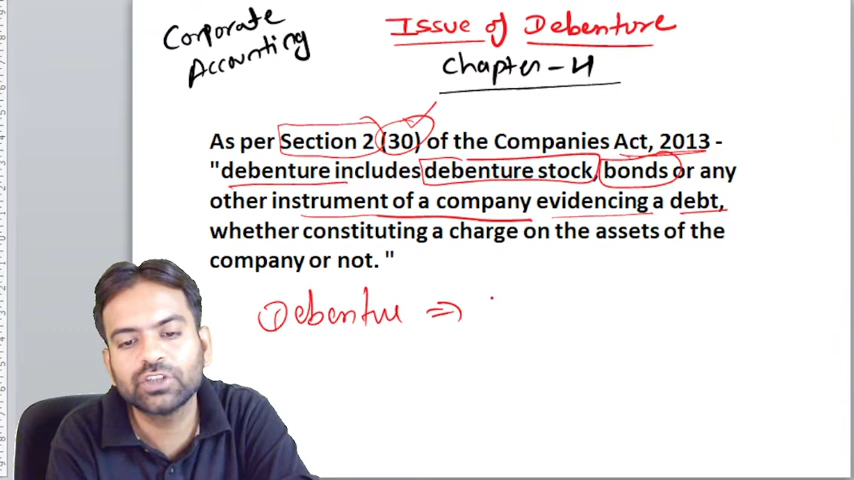 Corporate
Accounting
Issue of Debenture
Chapter-4
As per Section 2 (30) of the Companies Act, 2013 -
"debenture includes debenture stock, bonds or any
other instrument of a company evidencing a debt,
whether constituting a charge on the assets of the
company or not. "
Debenture ⇒